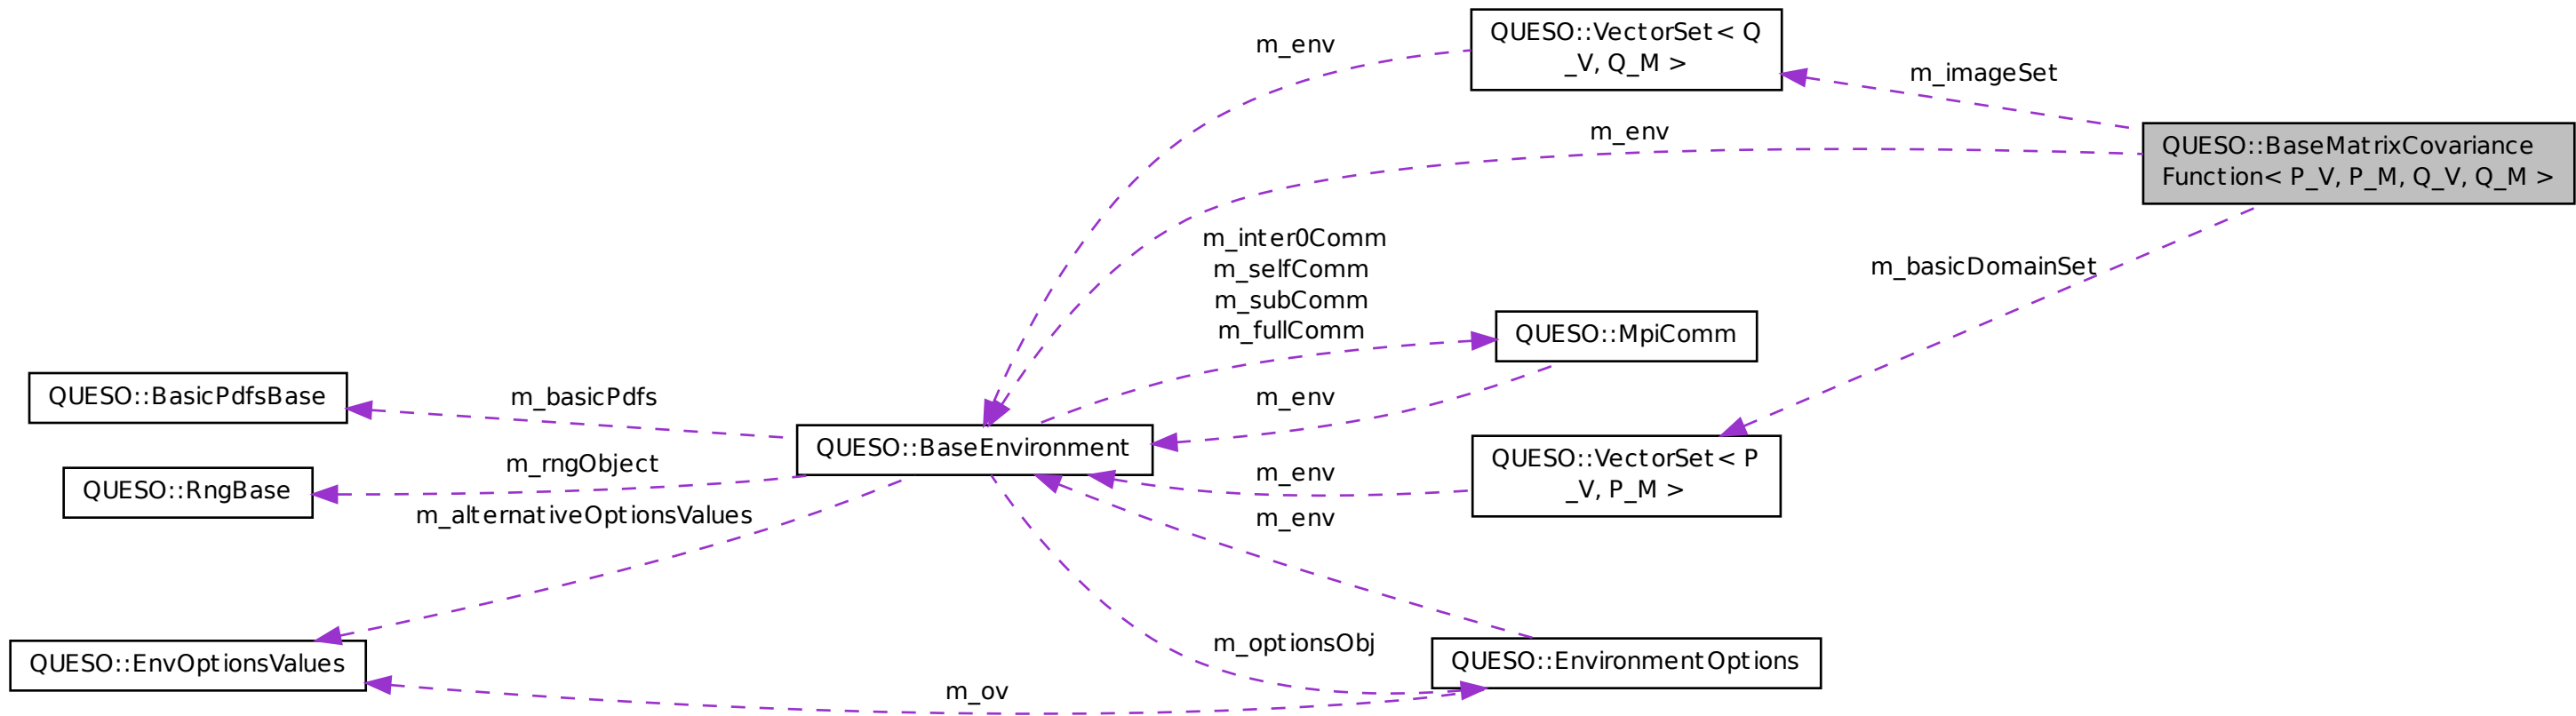 QUESO::VectorSet< Q
_V, Q_M >
m_env
m_imageSet
m_env
QUESO::BaseMatrixCovariance
Function< P_V, P_M, Q_V, Q_M >
m_inter0Comm
m_selfComm
m_subComm
m_fullComm
m_basicDomainSet
QUESO::MpiComm
QUESO::BasicPdfsBase
m_basicPdfs
m_env
QUESO::BaseEnvironment
QUESO::VectorSet< P
_V, P_M >
m_rngObject
m_env
QUESO::RngBase
m_alternativeOptionsValues
m_env
m_optionsObj
QUESO::EnvOptionsValues
QUESO::EnvironmentOptions
m_ov